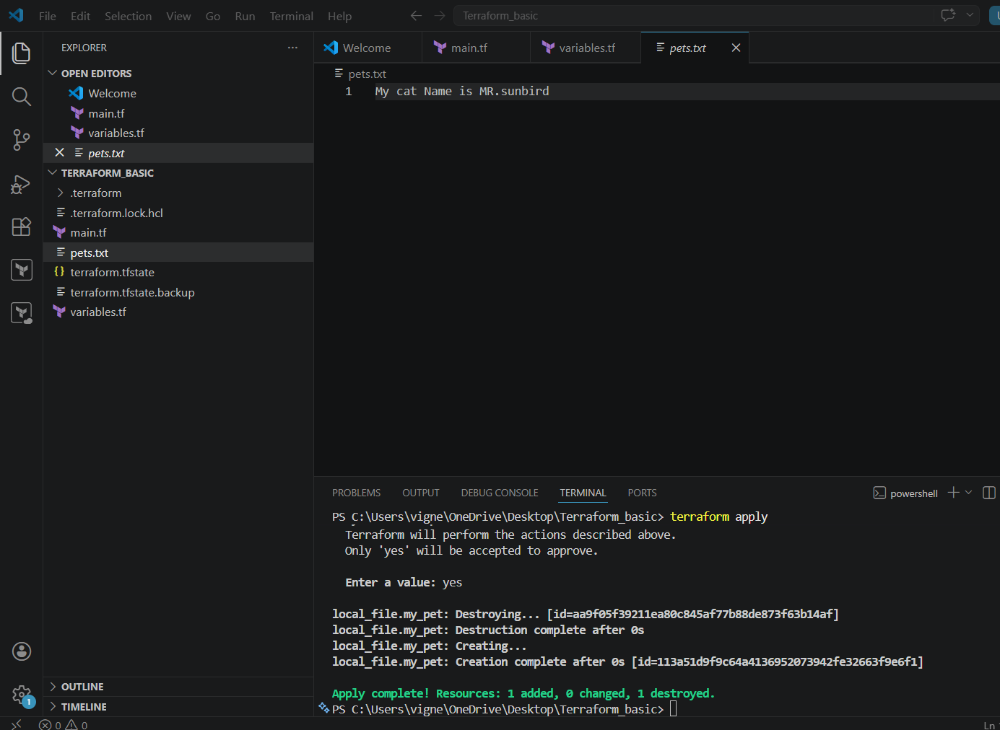 File Edit Selection View Go Run Terminal Help
Terraform_basic
EXPLORER
OPEN EDITORS
Welcome
main.tf
variables.tf
pets.txt
TERRAFORM_BASIC
.terraform
.terraform.lock.hcl
main.tf
pets.txt
terraform.tfstate
terraform.tfstate.backup
variables.tf
OUTLINE
TIMELINE
1
0 0
Welcome main.tf variables.tf pets.txt
pets.txt
1 My cat Name is MR.sunbird
PROBLEMS OUTPUT DEBUG CONSOLE TERMINAL PORTS
powershell
PS C:\Users\vigne\OneDrive\Desktop\Terraform_basic> terraform apply
Terraform will perform the actions described above.
Only 'yes' will be accepted to approve.
Enter a value: yes
local_file.my_pet: Destroying... [id=aa9f05f39211ea80c845af77b88de873f63b14af]
local_file.my_pet: Destruction complete after 0s
local_file.my_pet: Creating...
local_file.my_pet: Creation complete after 0s [id=113a51d9f9c64a4136952073942fe32663f9e6f1]
Apply complete! Resources: 1 added, 0 changed, 1 destroyed.
PS C:\Users\vigne\OneDrive\Desktop\Terraform_basic>
Ln